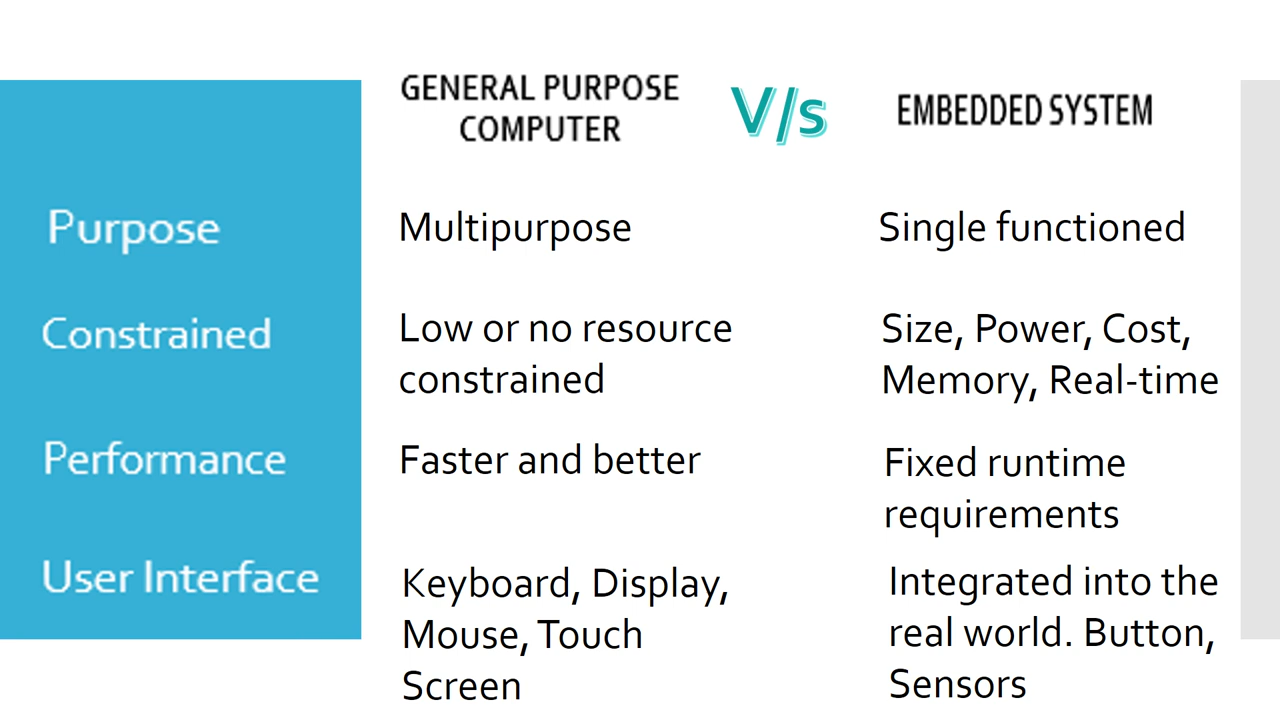 GENERAL PURPOSE
COMPUTER
V/s
EMBEDDED SYSTEM
Purpose
Multipurpose
Single functioned
Constrained
Low or no resource
constrained
Size, Power, Cost,
Memory, Real-time
Performance
Faster and better
Fixed runtime
requirements
User Interface
Keyboard, Display,
Mouse, Touch
Screen
Integrated into the
real world. Button,
Sensors